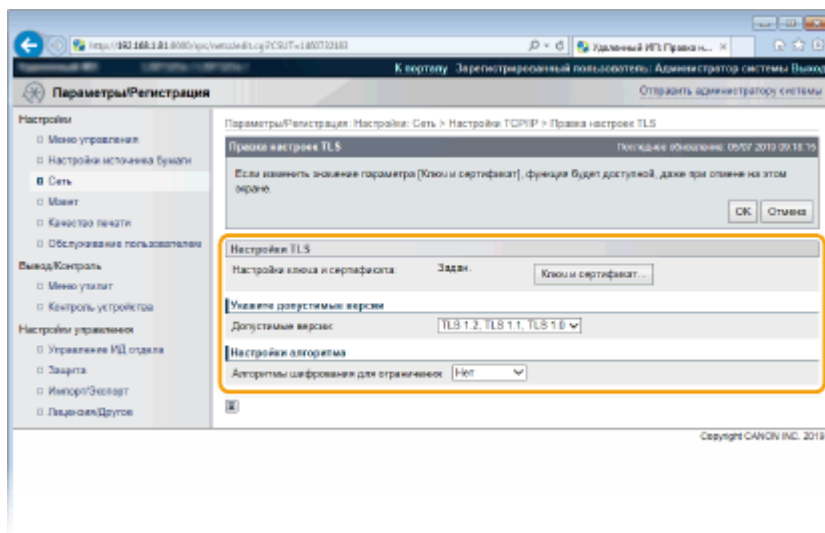 http://192.168.1.81:8000/rps/
Удаленный ИП: Правка н...
К порталу Зарегистрированный пользователь: Администратор системы Выход
Параметры/Регистрация
Отправить администратору системы
Настройки
Меню управления
Настройки источника бумаги
Сеть
Макет
Качество печати
Обслуживание пользователем
Вывод/Контроль
Меню утилит
Контроль устройства
Настройки управления
Управление ИД отдела
Защита
Импорт/Экспорт
Лицензия/Другое
Параметры/Регистрация: Настройки: Сеть > Настройки TCP/IP > Правка настроек TLS
Правка настроек TLS
Последнее обновление: 05/07 2019 09:18:15
Если изменить значение параметра [Ключ и сертификат], функция будет доступной, даже при отмене на этом
экране.
OK Отмена
Настройки TLS
Настройки ключа и сертификата: Задан. Ключ и сертификат...
Укажите допустимые версии
Допустимые версии: TLS 1.2, TLS 1.1, TLS 1.0
Настройки алгоритма
Алгоритмы шифрования для ограничения: Нет
Copyright CANON INC. 2019